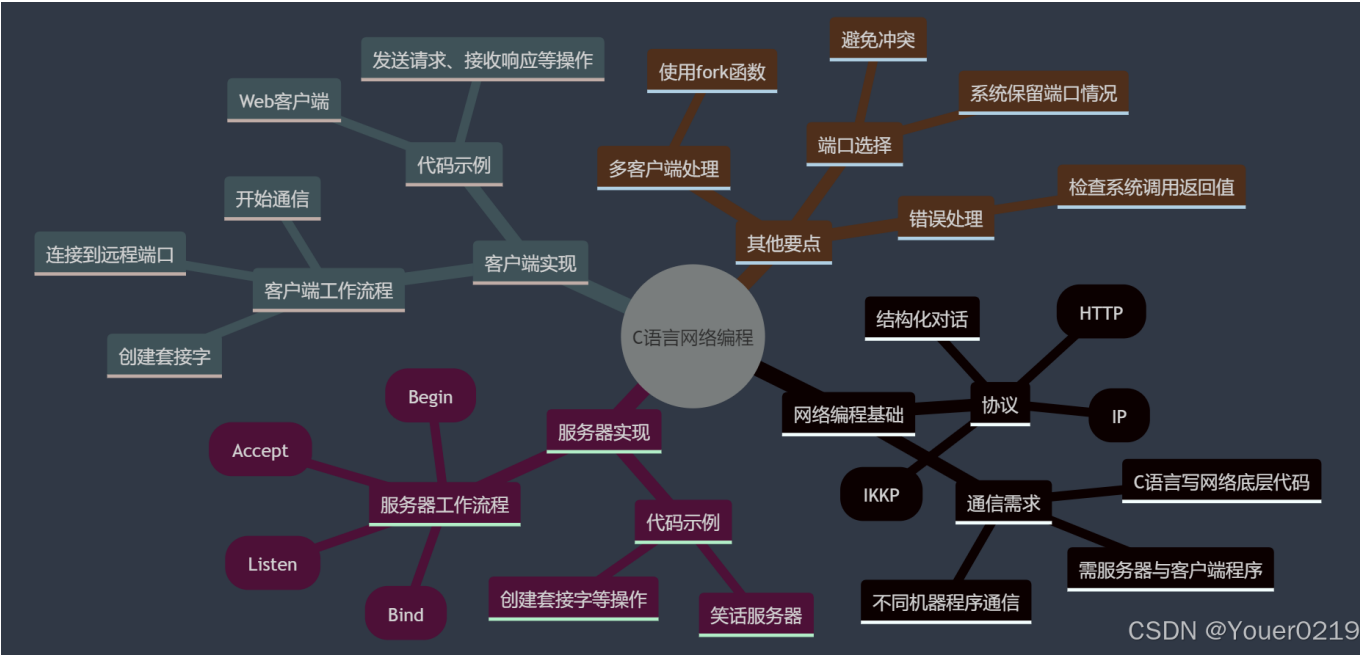 避免冲突
发送请求、接收响应等操作
使用fork函数
Web客户端
系统保留端口情况
端口选择
代码示例
多客户端处理
检查系统调用返回值
开始通信
错误处理
其他要点
连接到远程端口
客户端实现
客户端工作流程
创建套接字
C语言网络编程
结构化对话
HTTP
协议
网络编程基础
IP
IKKP
通信需求
C语言写网络底层代码
需服务器与客户端程序
不同机器程序通信
Begin
服务器实现
Accept
服务器工作流程
代码示例
Listen
Bind
创建套接字等操作
笑话服务器
CSDN @Youer0219